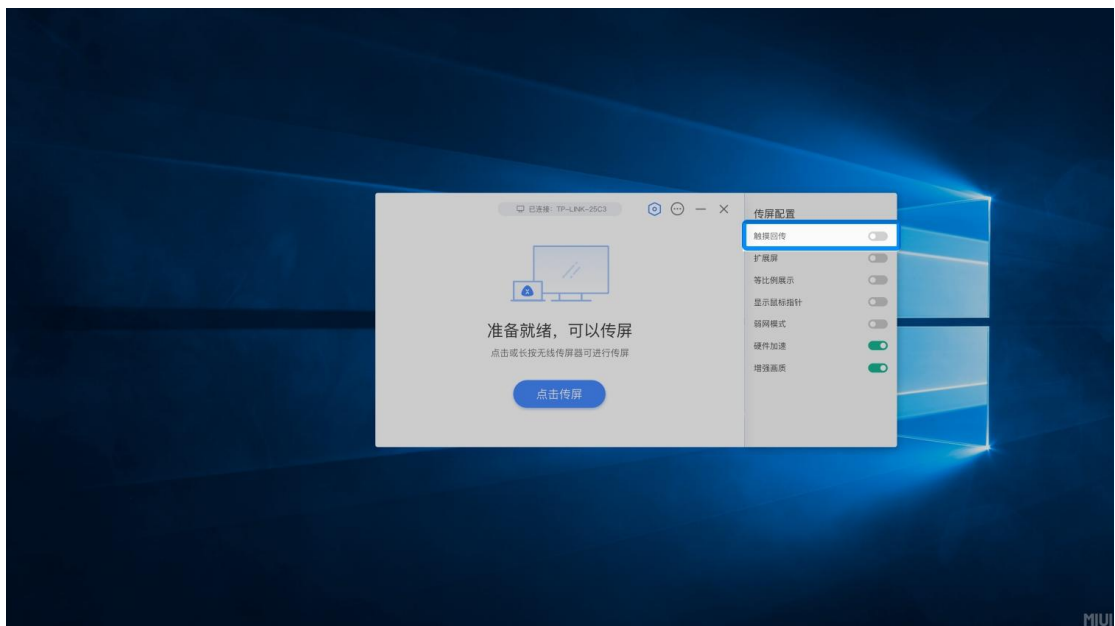 已连接：TP-LINK-25C3
准备就绪，可以传屏
点击或长按无线传屏器可进行传屏
点击传屏
传屏配置
触摸回传
扩展屏
等比例展示
显示鼠标指针
弱网模式
硬件加速
增强画质
MIUI